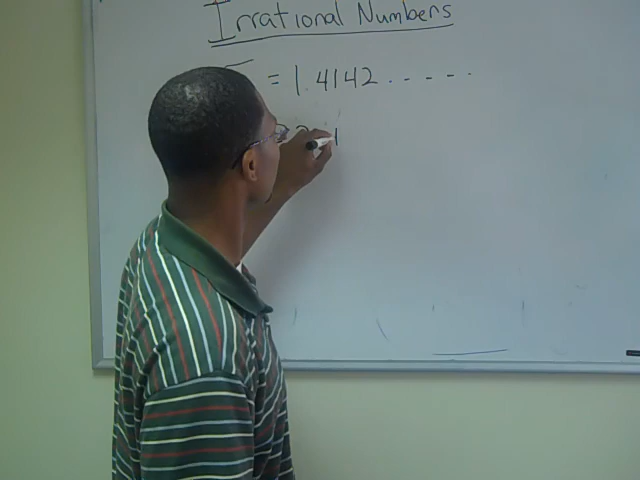 Irrational Numbers
= 1.4142.....